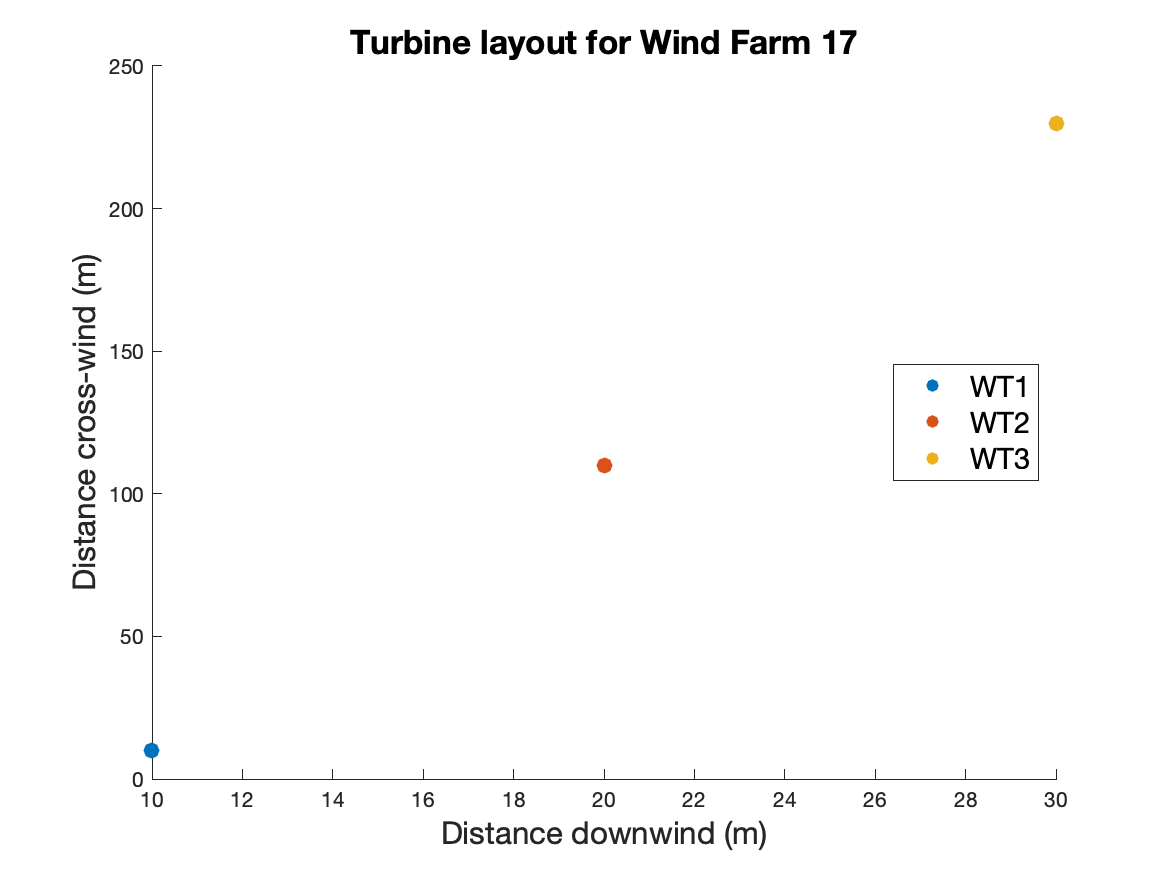 Turbine layout for Wind Farm 17
250
200
150
100
50
0
Distance cross-wind (m)
WT1
WT2
WT3
10 12 14 16 18 20 22 24 26 28 30
Distance downwind (m)